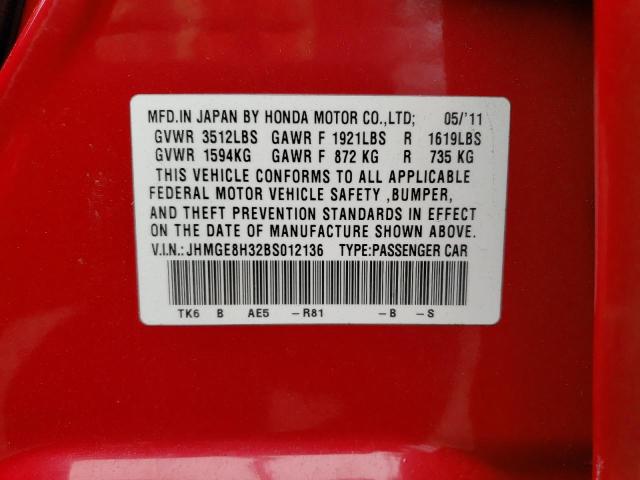 MFD.IN JAPAN BY HONDA MOTOR CO.,LTD; 05/'11
GVWR 3512LBS GAWR F 1921LBS R 1619LBS
GVWR 1594KG GAWR F 872 KG R 735 KG
THIS VEHICLE CONFORMS TO ALL APPLICABLE
FEDERAL MOTOR VEHICLE SAFETY ,BUMPER,
AND THEFT PREVENTION STANDARDS IN EFFECT
ON THE DATE OF MANUFACTURE SHOWN ABOVE.
V.I.N.:JHMGE8H32BS012136 TYPE:PASSENGER CAR
TK6 B AE5 -R81 -B -S